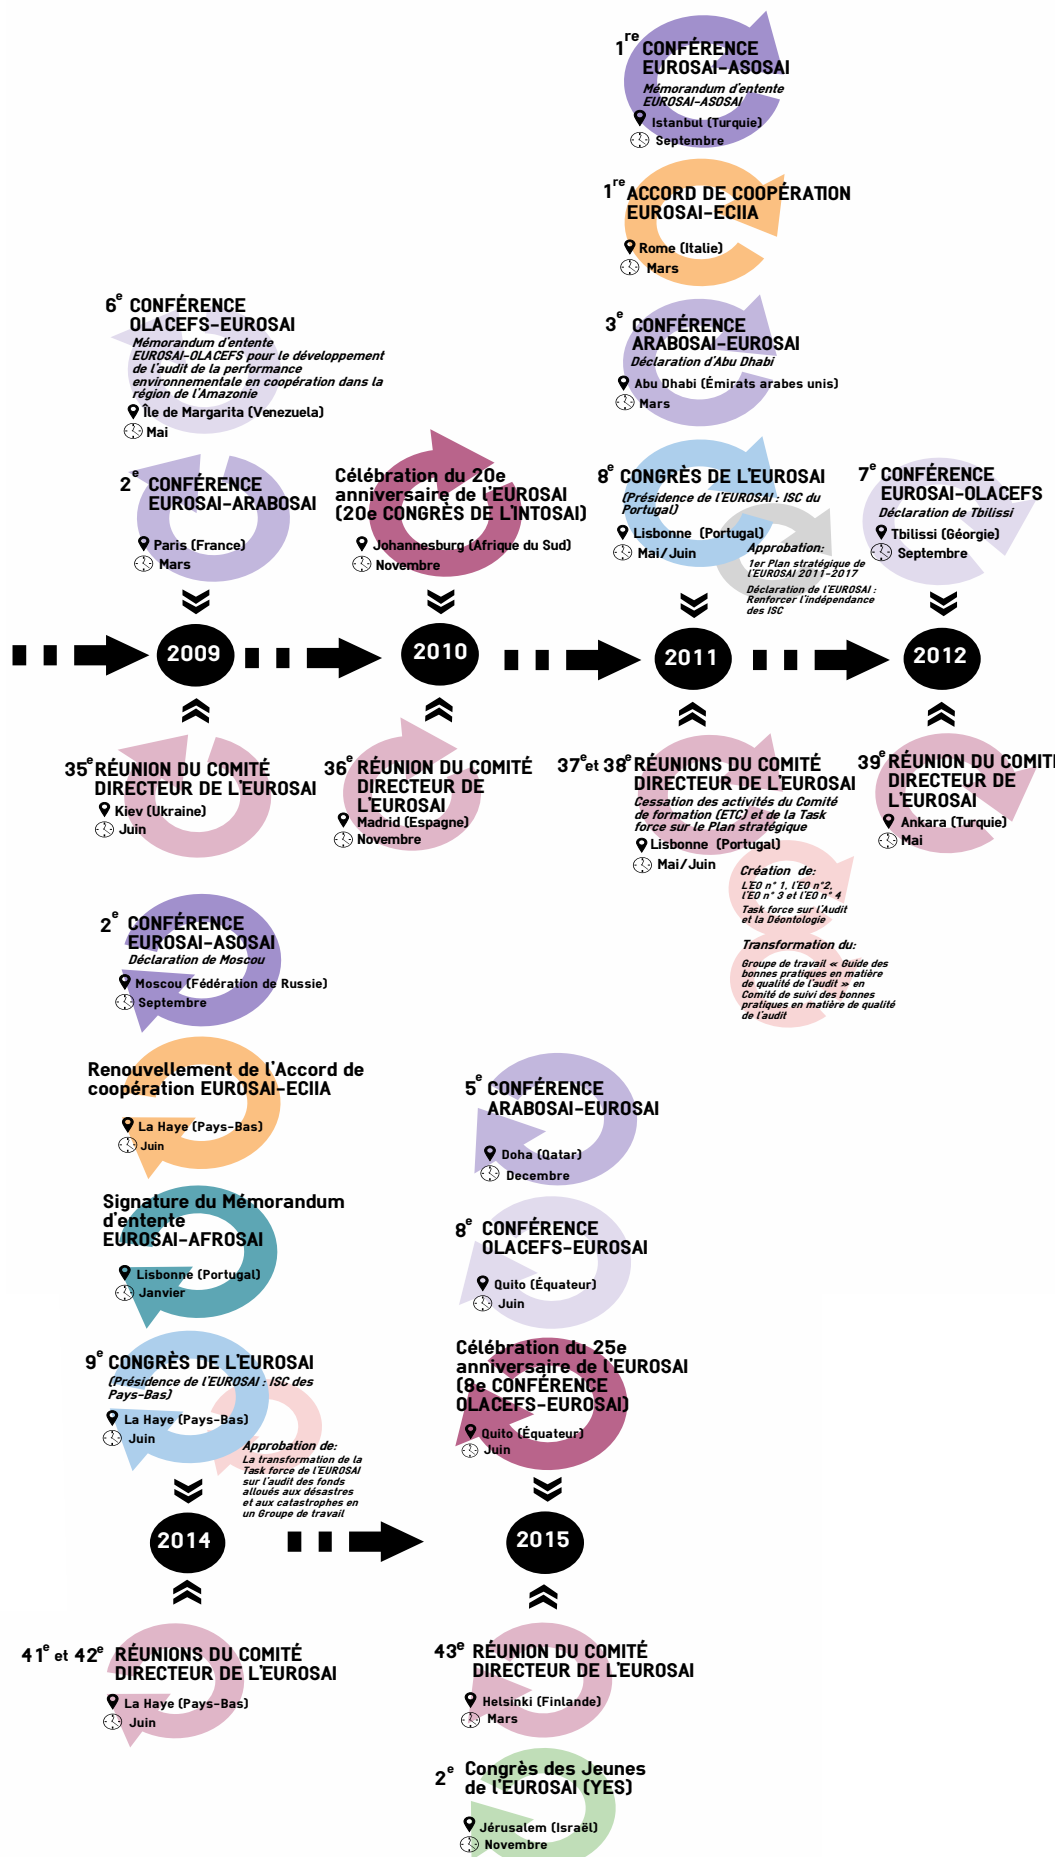 1re CONFÉRENCE
EUROSAI-ASOSAI
Mémorandum d'entente
EUROSAI-ASOSAI
Istanbul (Turquie)
Septembre
1re ACCORD DE COOPÉRATION
EUROSAI-ECIIA
Rome (Italie)
Mars
3e CONFÉRENCE
ARABOSAI-EUROSAI
Déclaration d'Abu Dhabi
Abu Dhabi (Émirats arabes unis)
Mars
6e CONFÉRENCE
OLACEFS-EUROSAI
Mémorandum d'entente
EUROSAI-OLACEFS pour le développement
de l'audit de la performance
environnementale en coopération dans la
région de l'Amazonie
Île de Margarita (Venezuela)
Mai
2e CONFÉRENCE
EUROSAI-ARABOSAI
Paris (France)
Mars
Célébration du 20e
anniversaire de l'EUROSAI
(20e CONGRÈS DE L'INTOSAI)
Johannesburg (Afrique du Sud)
Novembre
8e CONGRÈS DE L'EUROSAI
(Présidence de l'EUROSAI : ISC du
Portugal)
Lisbonne (Portugal)
Mai/Juin
Approbation:
1er Plan stratégique de
l'EUROSAI 2011-2017
Déclaration de l'EUROSAI :
Renforcer l'indépendance
des ISC
7e CONFÉRENCE
EUROSAI-OLACEFS
Déclaration de Tbilissi
Tbilissi (Géorgie)
Septembre
2009
2010
2011
2012
35e RÉUNION DU COMITÉ
DIRECTEUR DE L'EUROSAI
Kiev (Ukraine)
Juin
36e RÉUNION DU COMITÉ
DIRECTEUR DE
L'EUROSAI
Madrid (Espagne)
Novembre
37e et 38e RÉUNIONS DU COMITÉ
DIRECTEUR DE L'EUROSAI
Cessation des activités du Comité
de formation (ETC) et de la Task
force sur le Plan stratégique
Lisbonne (Portugal)
Mai/Juin
Création de:
L'EO n° 1, l'EO n°2,
l'EO n° 3 et l'EO n° 4
Task force sur l'Audit
et la Déontologie
Transformation du:
Groupe de travail « Guide des
bonnes pratiques en matière
de qualité de l'audit » en
Comité de suivi des bonnes
pratiques en matière de qualité
de l'audit
39e RÉUNION DU COMITÉ
DIRECTEUR DE
L'EUROSAI
Ankara (Turquie)
Mai
2e CONFÉRENCE
EUROSAI-ASOSAI
Déclaration de Moscou
Moscou (Fédération de Russie)
Septembre
Renouvellement de l'Accord de
coopération EUROSAI-ECIIA
La Haye (Pays-Bas)
Juin
Signature du Mémorandum
d'entente
EUROSAI-AFROSAI
Lisbonne (Portugal)
Janvier
9e CONGRÈS DE L'EUROSAI
(Présidence de l'EUROSAI : ISC des
Pays-Bas)
La Haye (Pays-Bas)
Juin
Approbation de:
La transformation de la
Task force de l'EUROSAI
sur l'audit des fonds
alloués aux désastres
et aux catastrophes en
un Groupe de travail
5e CONFÉRENCE
ARABOSAI-EUROSAI
Doha (Qatar)
Decembre
8e CONFÉRENCE
OLACEFS-EUROSAI
Quito (Équateur)
Juin
Célébration du 25e
anniversaire de l'EUROSAI
(8e CONFÉRENCE
OLACEFS-EUROSAI)
Quito (Équateur)
Juin
2014
2015
41e et 42e RÉUNIONS DU COMITÉ
DIRECTEUR DE L'EUROSAI
La Haye (Pays-Bas)
Juin
43e RÉUNION DU COMITÉ
DIRECTEUR DE L'EUROSAI
Helsinki (Finlande)
Mars
2e Congrès des Jeunes
de l'EUROSAI (YES)
Jérusalem (Israël)
Novembre